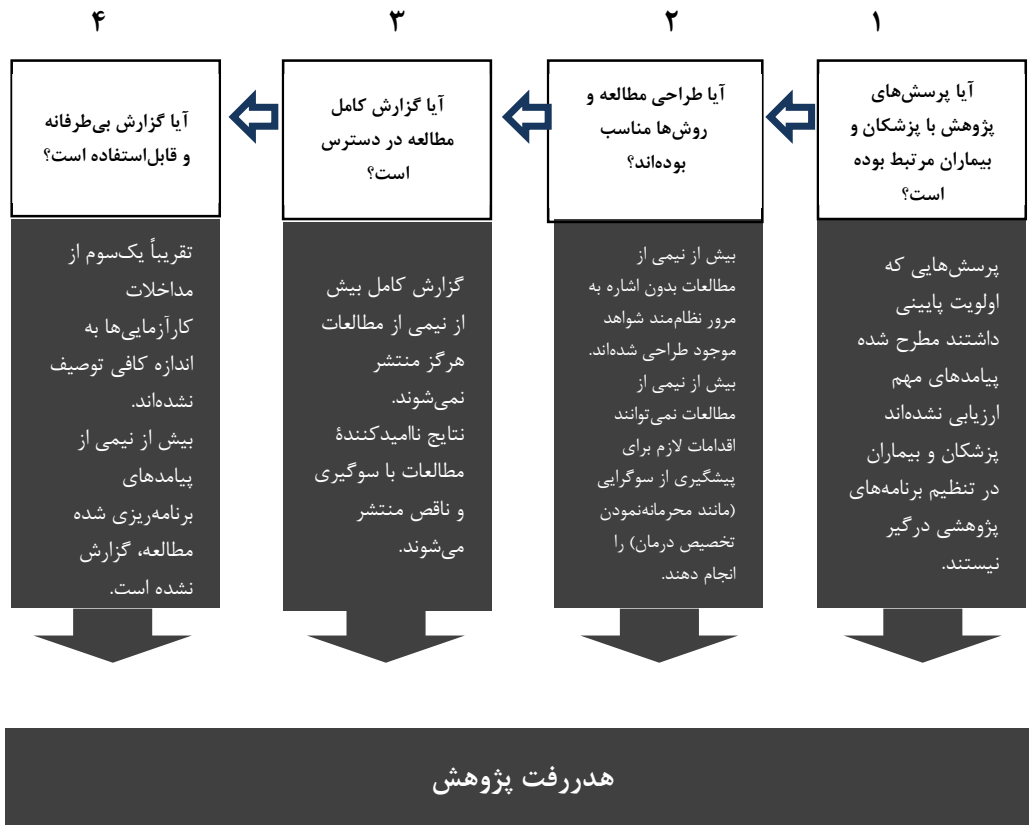 ۱
۲
۳
۴
آیا پرسش‌های
پژوهش با پزشکان و
بیماران مرتبط بوده
است؟
آیا طراحی مطالعه و
روش‌ها مناسب
بوده‌اند؟
آیا گزارش کامل
مطالعه در دسترس
است؟
آیا گزارش بی‌طرفانه
و قابل‌استفاده است؟
پرسش‌هایی که
اولویت پایینی
داشتند مطرح شده
پیامدهای مهم
ارزیابی نشده‌اند
پزشکان و بیماران
در تنظیم برنامه‌های
پژوهشی درگیر
نیستند.
بیش از نیمی از
مطالعات بدون اشاره به
مرور نظام‌مند شواهد
موجود طراحی شده‌اند.
بیش از نیمی از
مطالعات نمی‌توانند
اقدامات لازم برای
پیشگیری از سوگرایی
(مانند محرمانه‌نمودن
تخصیص درمان) را
انجام دهند.
گزارش کامل بیش
از نیمی از مطالعات
هرگز منتشر
نمی‌شوند.
نتایج ناامیدکنندۀ
مطالعات با سوگیری
و ناقص منتشر
می‌شوند.
تقریباً یک‌سوم از
مداخلات
کارآزمایی‌ها به
اندازه کافی توصیف
نشده‌اند.
بیش از نیمی از
پیامدهای
برنامه‌ریزی شده
مطالعه، گزارش
نشده است.
هدررفت پژوهش